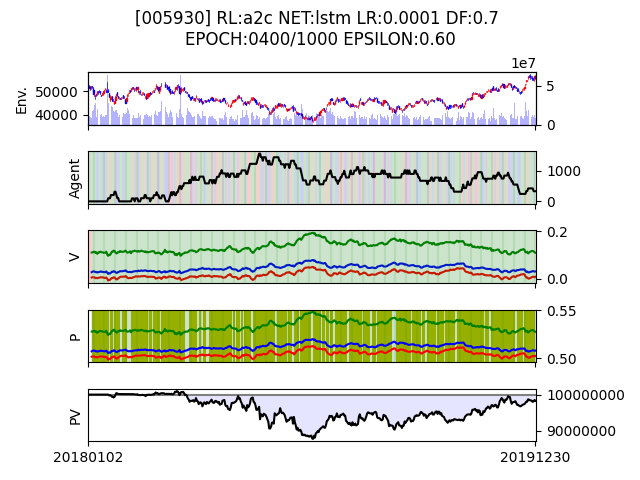 [005930] RL:a2c NET:lstm LR:0.0001 DF:0.7
EPOCH:0400/1000 EPSILON:0.60
1e7
Env.
50000
40000
5
0
Agent
1000
0
V
0.2
0.0
P
0.55
0.50
PV
100000000
90000000
20180102
20191230